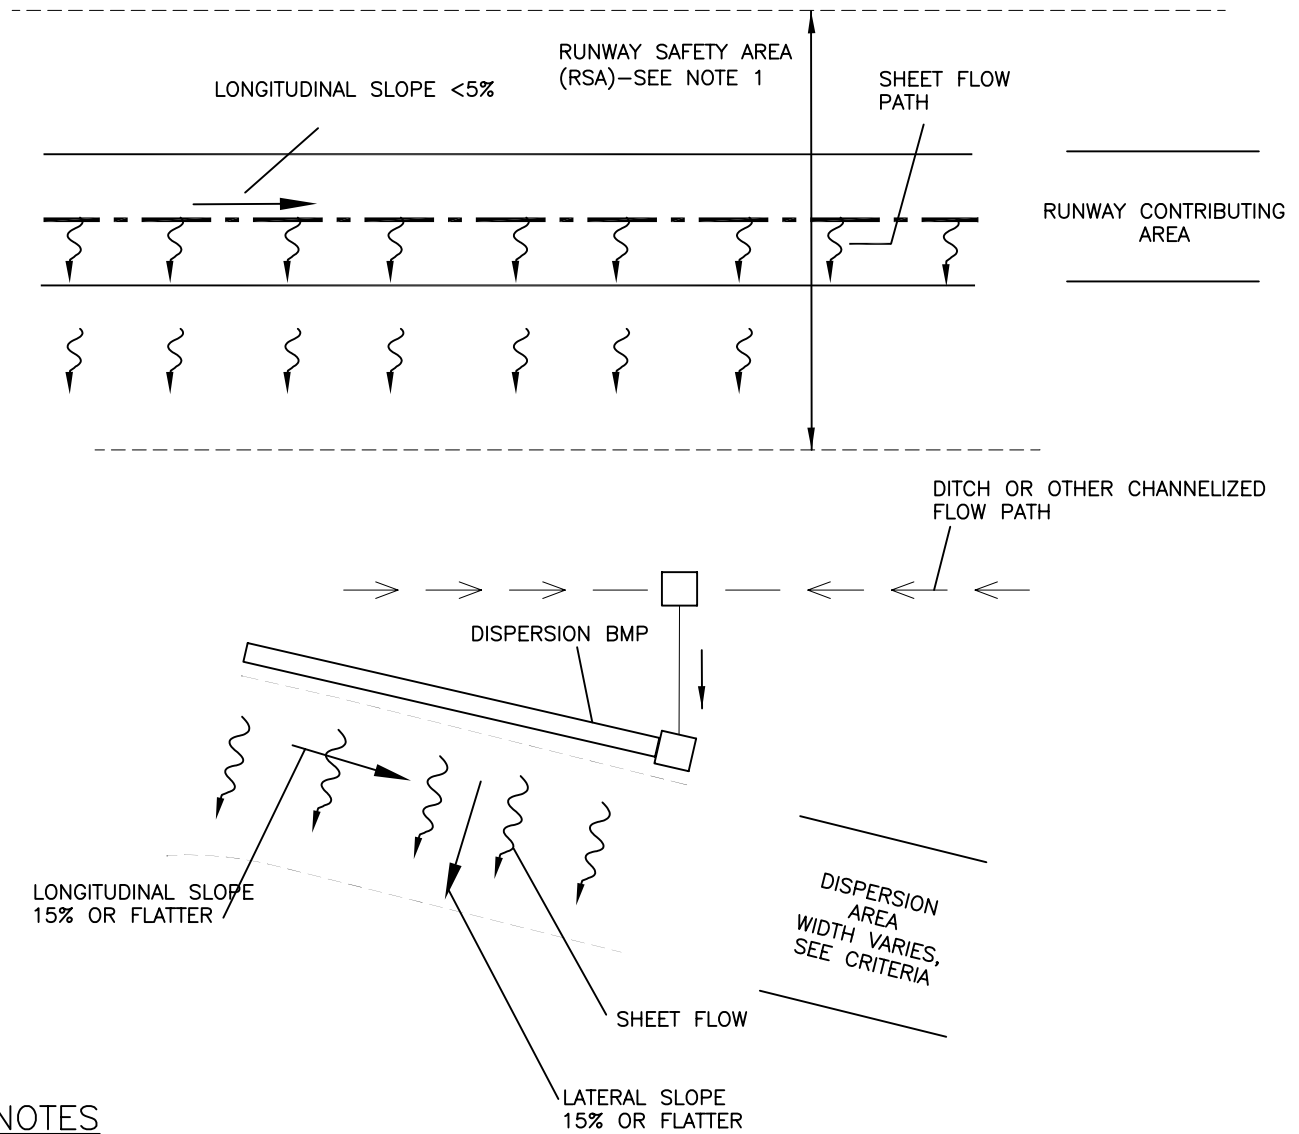 RUNWAY SAFETY AREA
(RSA)-SEE NOTE 1
SHEET FLOW
PATH
LONGITUDINAL SLOPE <5%
RUNWAY CONTRIBUTING
AREA
DITCH OR OTHER CHANNELIZED
FLOW PATH
DISPERSION BMP
LONGITUDINAL SLOPE
15% OR FLATTER
DISPERSION
AREA
WIDTH VARIES,
SEE CRITERIA
SHEET FLOW
LATERAL SLOPE
15% OR FLATTER
NOTES